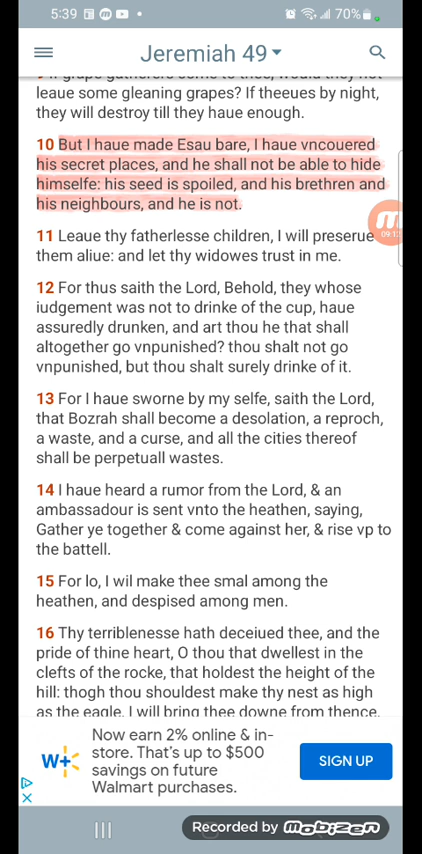 5:39
70%
Jeremiah 49
leaue some gleaning grapes? If theeues by night,
they will destroy till they haue enough.
10 But I haue made Esau bare, I haue vncouered
his secret places, and he shall not be able to hide
himselfe: his seed is spoiled, and his brethren and
his neighbours, and he is not.
09:13
11 Leaue thy fatherlesse children, I will preserue
them aliue: and let thy widowes trust in me.
12 For thus saith the Lord, Behold, they whose
iudgement was not to drinke of the cup, haue
assuredly drunken, and art thou he that shall
altogether go vnpunished? thou shalt not go
vnpunished, but thou shalt surely drinke of it.
13 For I haue sworne by my selfe, saith the Lord,
that Bozrah shall become a desolation, a reproch,
a waste, and a curse, and all the cities thereof
shall be perpetuall wastes.
14 I haue heard a rumor from the Lord, & an
ambassadour is sent vnto the heathen, saying,
Gather ye together & come against her, & rise vp to
the battell.
15 For lo, I wil make thee smal among the
heathen, and despised among men.
16 Thy terriblenesse hath deceiued thee, and the
pride of thine heart, O thou that dwellest in the
clefts of the rocke, that holdest the height of the
hill: thogh thou shouldest make thy nest as high
as the eagle, I will bring thee downe from thence,
W+
Now earn 2% online & in-
store. That's up to $500
savings on future
Walmart purchases.
SIGN UP
Recorded by Mobizen